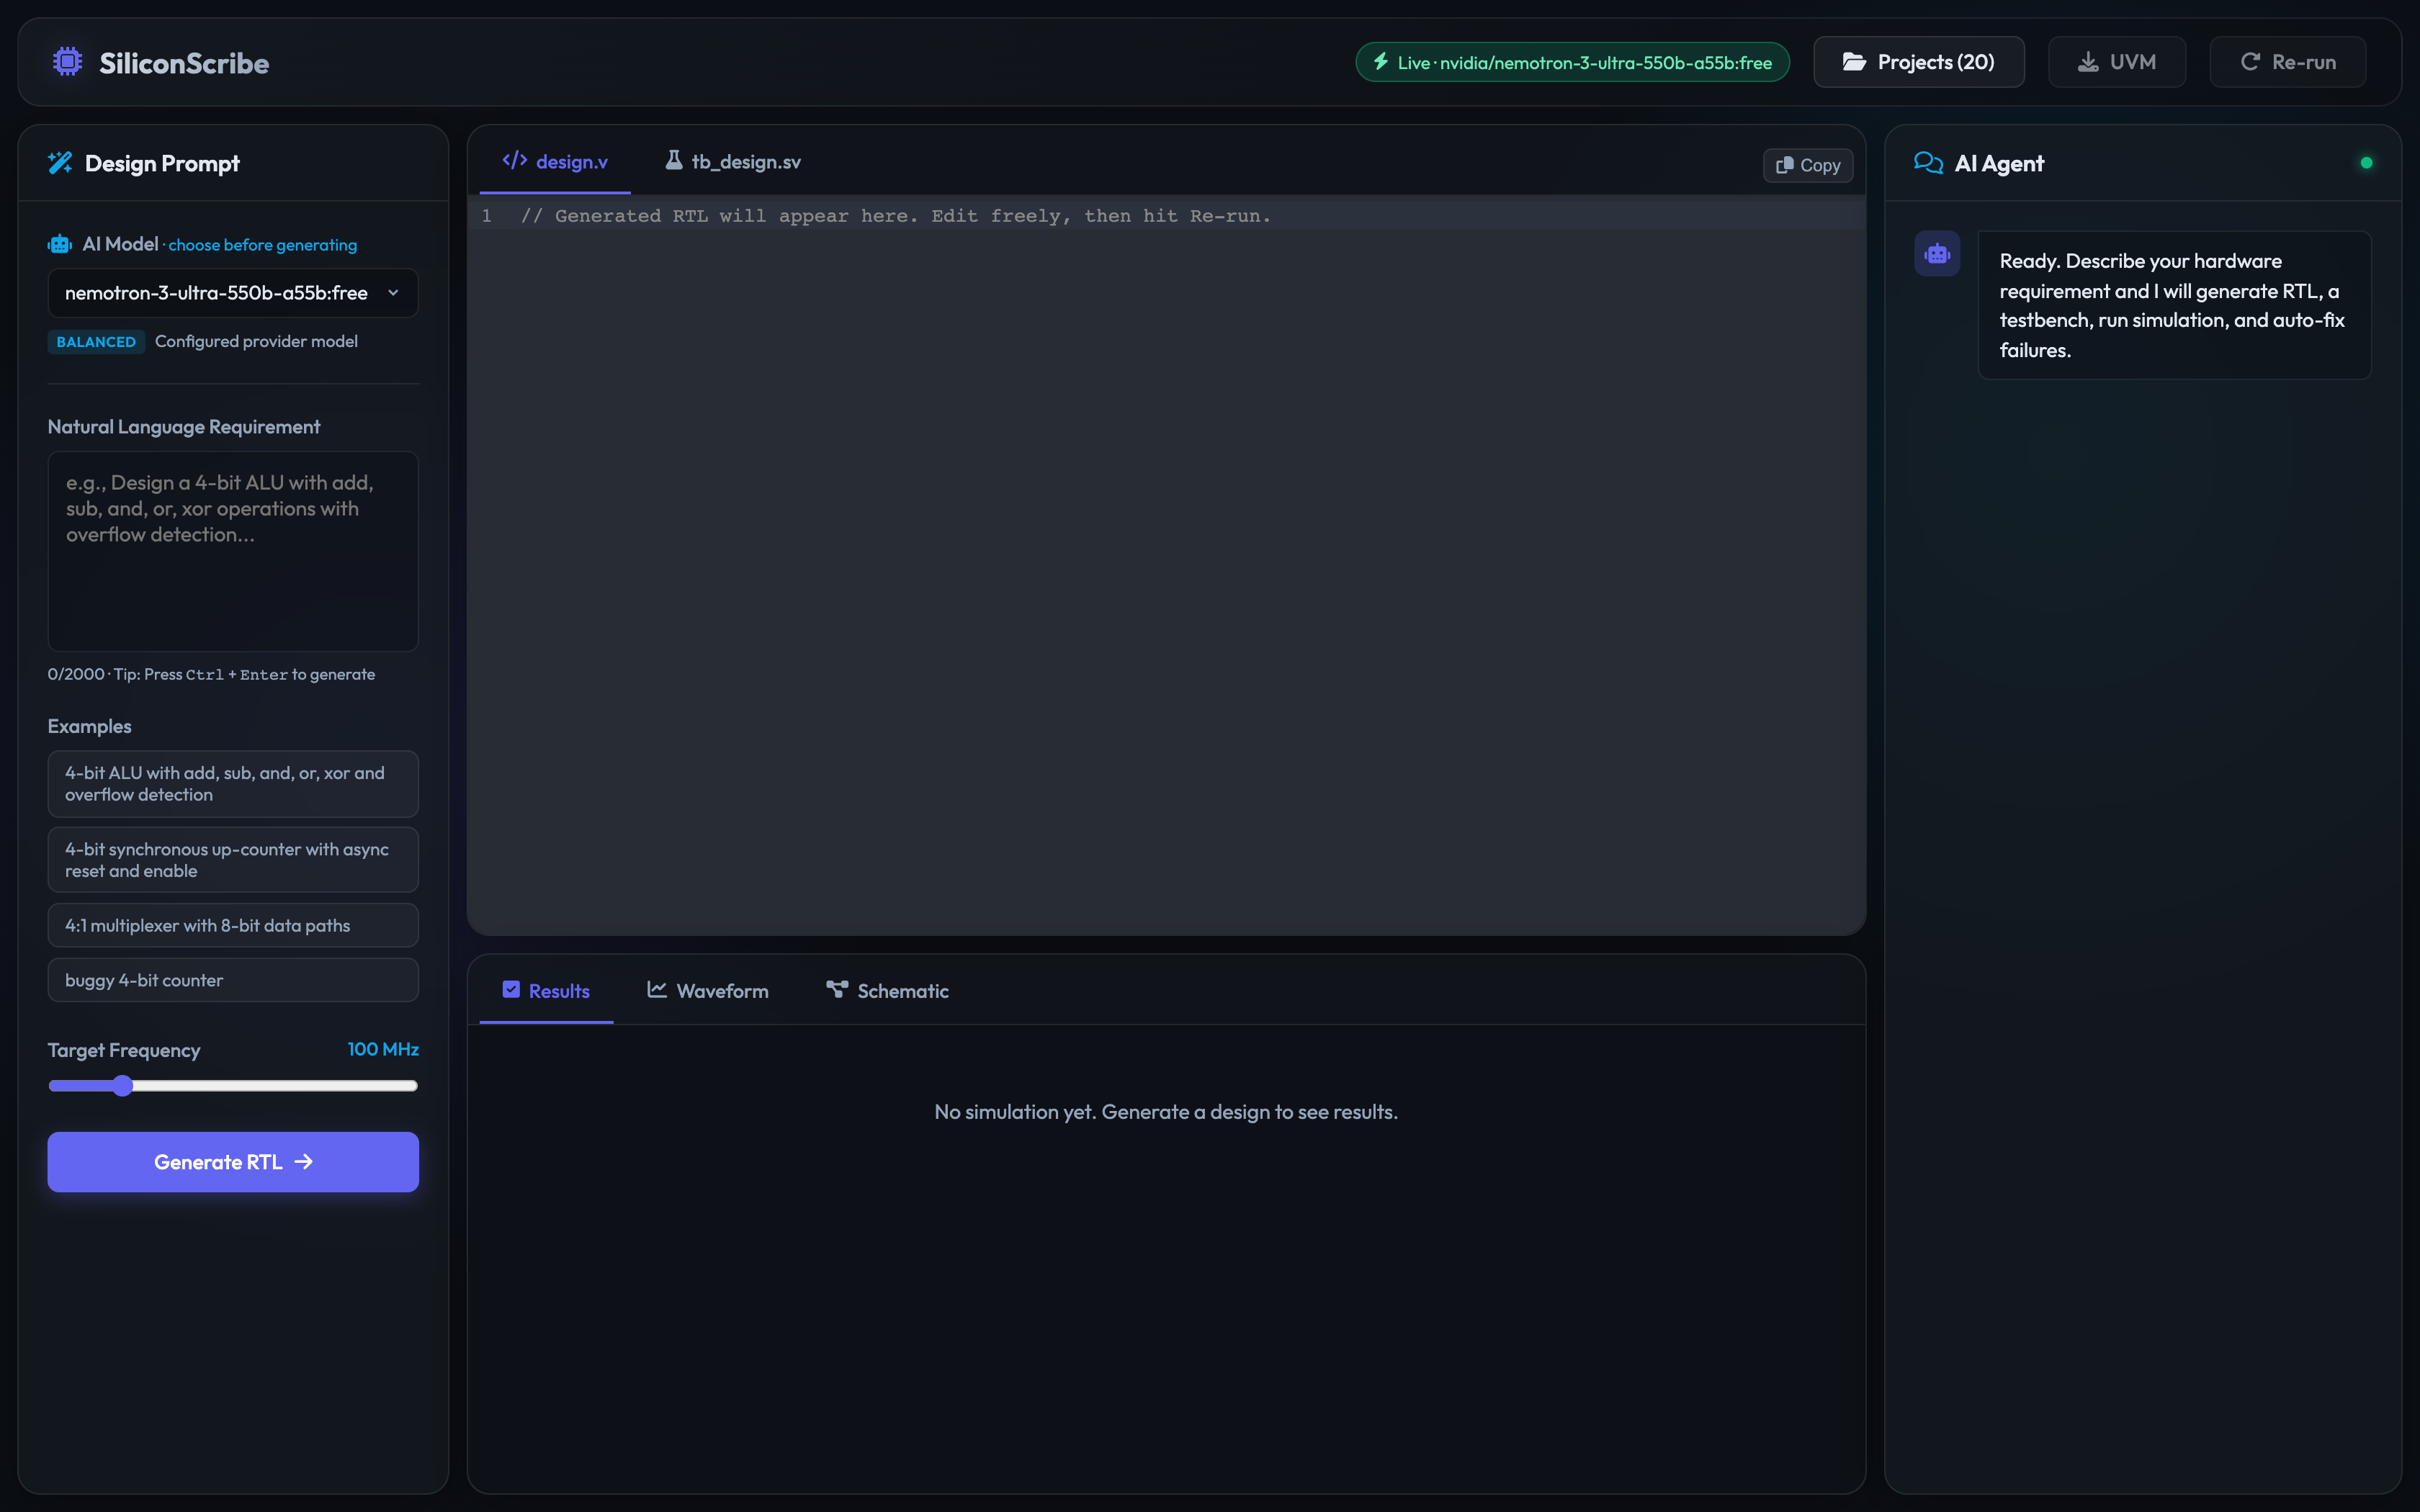 SiliconScribe
Live · nvidia/nemotron-3-ultra-550b-a55b:free
Projects (20)
UVM
Re-run
Design Prompt
AI Model · choose before generating
nemotron-3-ultra-550b-a55b:free
BALANCED Configured provider model
Natural Language Requirement
e.g., Design a 4-bit ALU with add,
sub, and, or, xor operations with
overflow detection...
0/2000 · Tip: Press Ctrl + Enter to generate
Examples
4-bit ALU with add, sub, and, or, xor and
overflow detection
4-bit synchronous up-counter with async
reset and enable
4:1 multiplexer with 8-bit data paths
buggy 4-bit counter
Target Frequency 100 MHz
Generate RTL →
</> design.v
tb_design.sv
Copy
1 // Generated RTL will appear here. Edit freely, then hit Re-run.
Results
Waveform
Schematic
No simulation yet. Generate a design to see results.
AI Agent
Ready. Describe your hardware
requirement and I will generate RTL, a
testbench, run simulation, and auto-fix
failures.